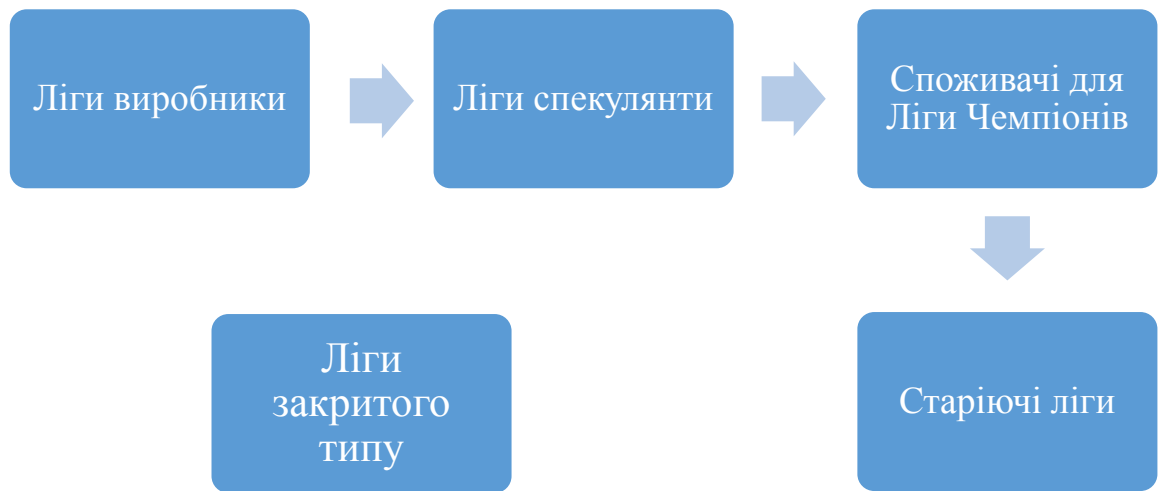 Ліги виробники
Ліги спекулянти
Споживачі для
Ліги Чемпіонів
Ліги
закритого
типу
Старіючі ліги